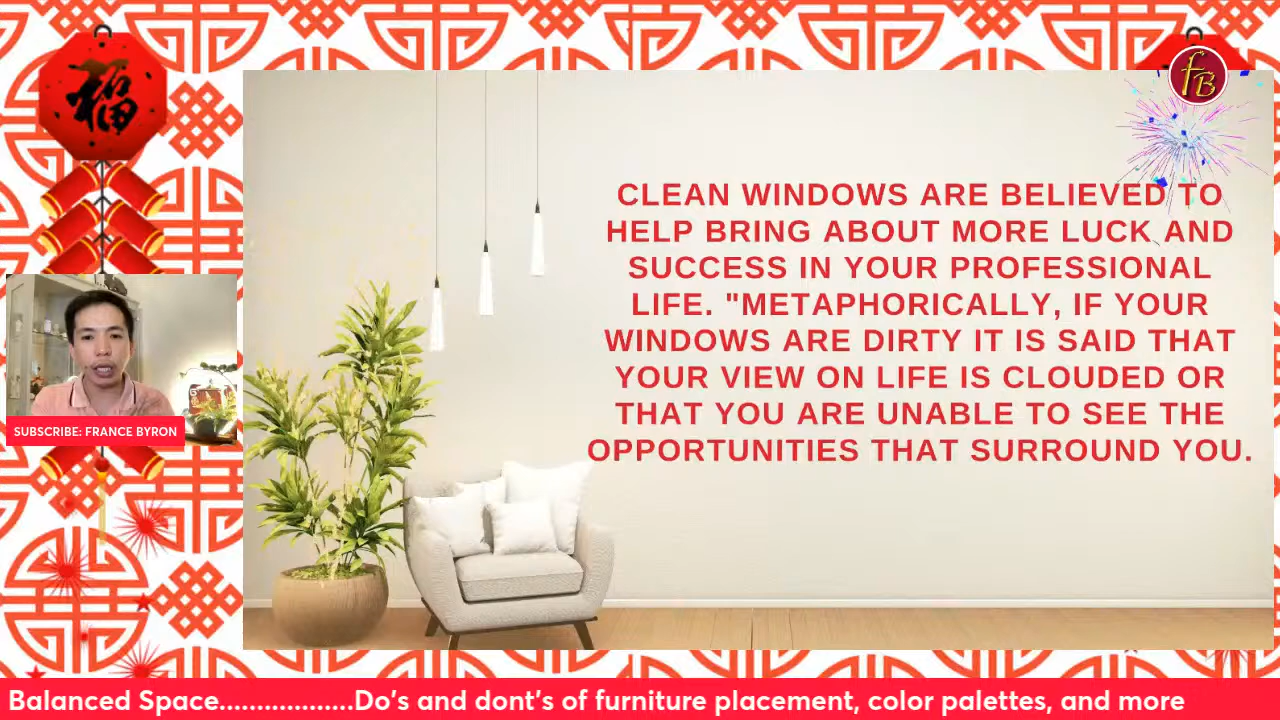 福
fB
CLEAN WINDOWS ARE BELIEVED TO
HELP BRING ABOUT MORE LUCK AND
SUCCESS IN YOUR PROFESSIONAL
LIFE. "METAPHORICALLY, IF YOUR
WINDOWS ARE DIRTY IT IS SAID THAT
YOUR VIEW ON LIFE IS CLOUDED OR
THAT YOU ARE UNABLE TO SEE THE
OPPORTUNITIES THAT SURROUND YOU.
SUBSCRIBE: FRANCE BYRON
Balanced Space..................Do's and dont's of furniture placement, color palettes, and more